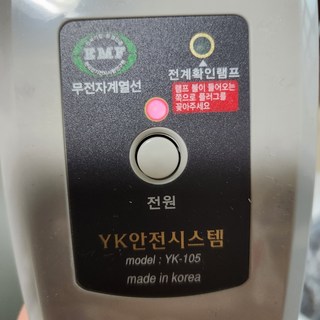 EMF
무전자계열선
전계확인램프
램프 불이 들어오는
쪽으로 플러그를
꽂아주세요
전원
YK안전시스템
model : YK-105
made in korea